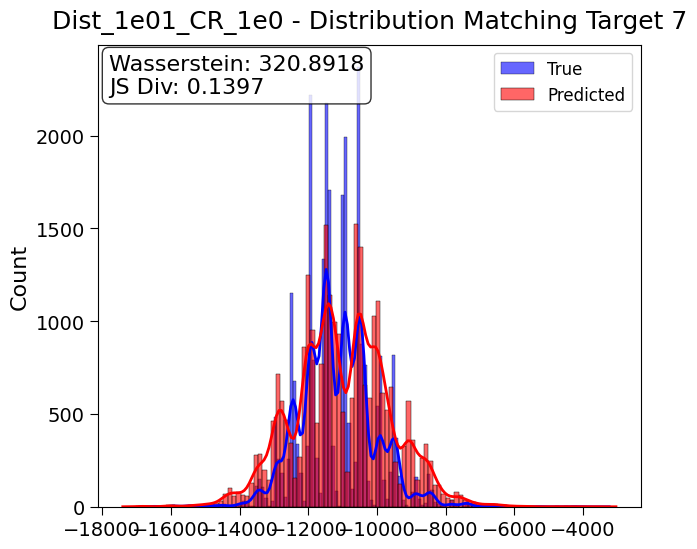 Dist_1e01_CR_1e0 - Distribution Matching Target 7
Wasserstein: 320.8918
JS Div: 0.1397
True
Predicted
Count
2000
1500
1000
500
0
−18000
−16000
−14000
−12000
−10000
−8000
−6000
−4000